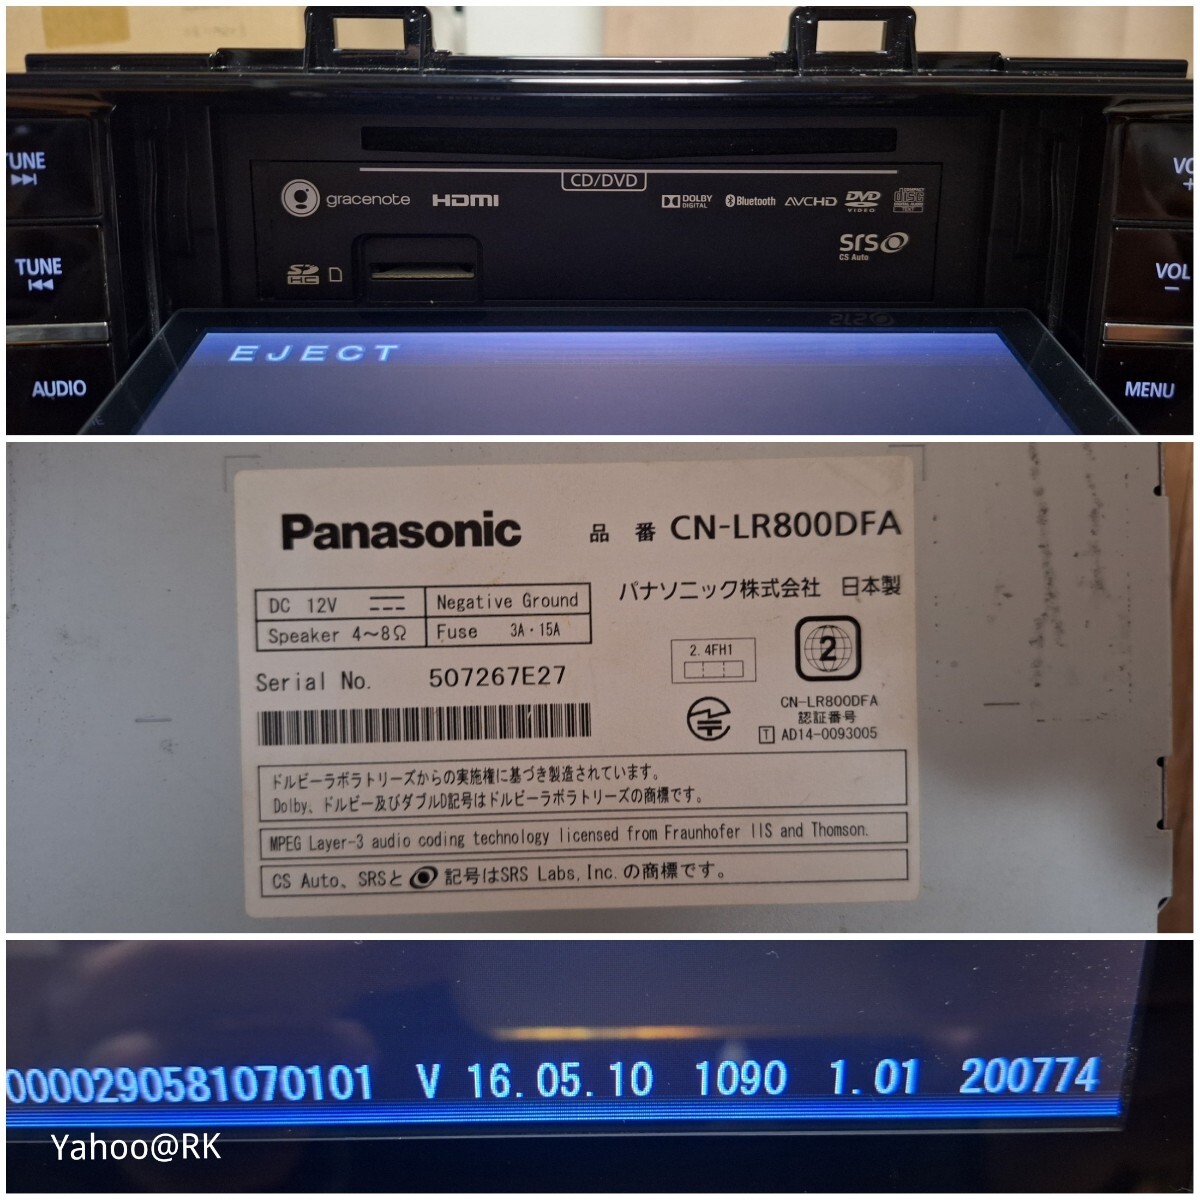 TUNE
VOL
+
CD/DVD
gracenote HDMI DOLBY DIGITAL Bluetooth AVCHD DVD VIDEO COMPACT disc DIGITAL AUDIO TEXT
TUNE
VOL
−
SRS
CS Auto
SD HC
EJECT
AUDIO
MENU
Panasonic 品番 CN-LR800DFA
パナソニック株式会社 日本製
DC 12V Negative Ground
Speaker 4~8Ω Fuse 3A・15A
2.4FH1
2
Serial No. 507267E27
CN-LR800DFA
認証番号
T AD14-0093005
ドルビーラボラトリーズからの実施権に基づき製造されています。
Dolby、ドルビー及びダブルD記号はドルビーラボラトリーズの商標です。
MPEG Layer-3 audio coding technology licensed from Fraunhofer IIS and Thomson.
CS Auto、SRSと 記号はSRS Labs,Inc.の商標です。
0000290581070101 V 16.05.10 1090 1.01 200774
Yahoo@RK